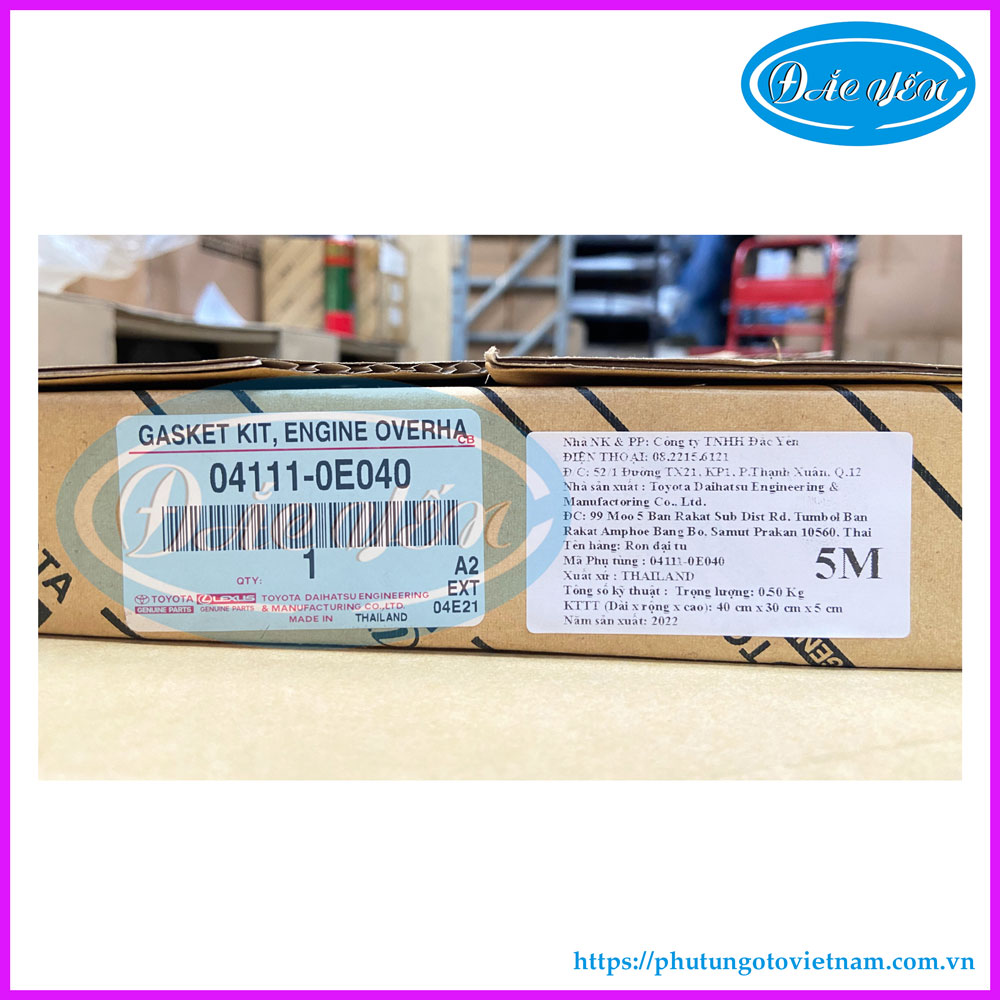 ĐẮC YẾN
GASKET KIT, ENGINE OVERHA
CB
04111-0E040
ĐẮC YẾN
QTY:
1
A2
EXT
04E21
TOYOTA
GENUINE PARTS
LEXUS
GENUINE PARTS
TOYOTA DAIHATSU ENGINEERING
& MANUFACTURING CO.,LTD.
MADE IN THAILAND
Nhà NK & PP: Công ty TNHH Đắc Yến
ĐIỆN THOẠI: 08.2215.6121
Đ C: 52/1 Đường TX21, KP1, P.Thạnh Xuân, Q.12
Nhà sản xuất : Toyota Daihatsu Engineering &
Manufactoring Co., Ltd.
ĐC: 99 Moo 5 Ban Rakat Sub Dist Rd. Tumbol Ban
Rakat Amphoe Bang Bo, Samut Prakan 10560. Thai
Tên hàng: Ron đại tu
Mã Phụ tùng : 04111-0E040
Xuất xứ : THAILAND
Tổng số kỹ thuật : Trọng lượng: 0.50 Kg
KTTT (Dài x rộng x cao): 40 cm x 30 cm x 5 cm
Năm sản xuất: 2022
5M
TA
TO
GEN
https://phutungotovietnam.com.vn